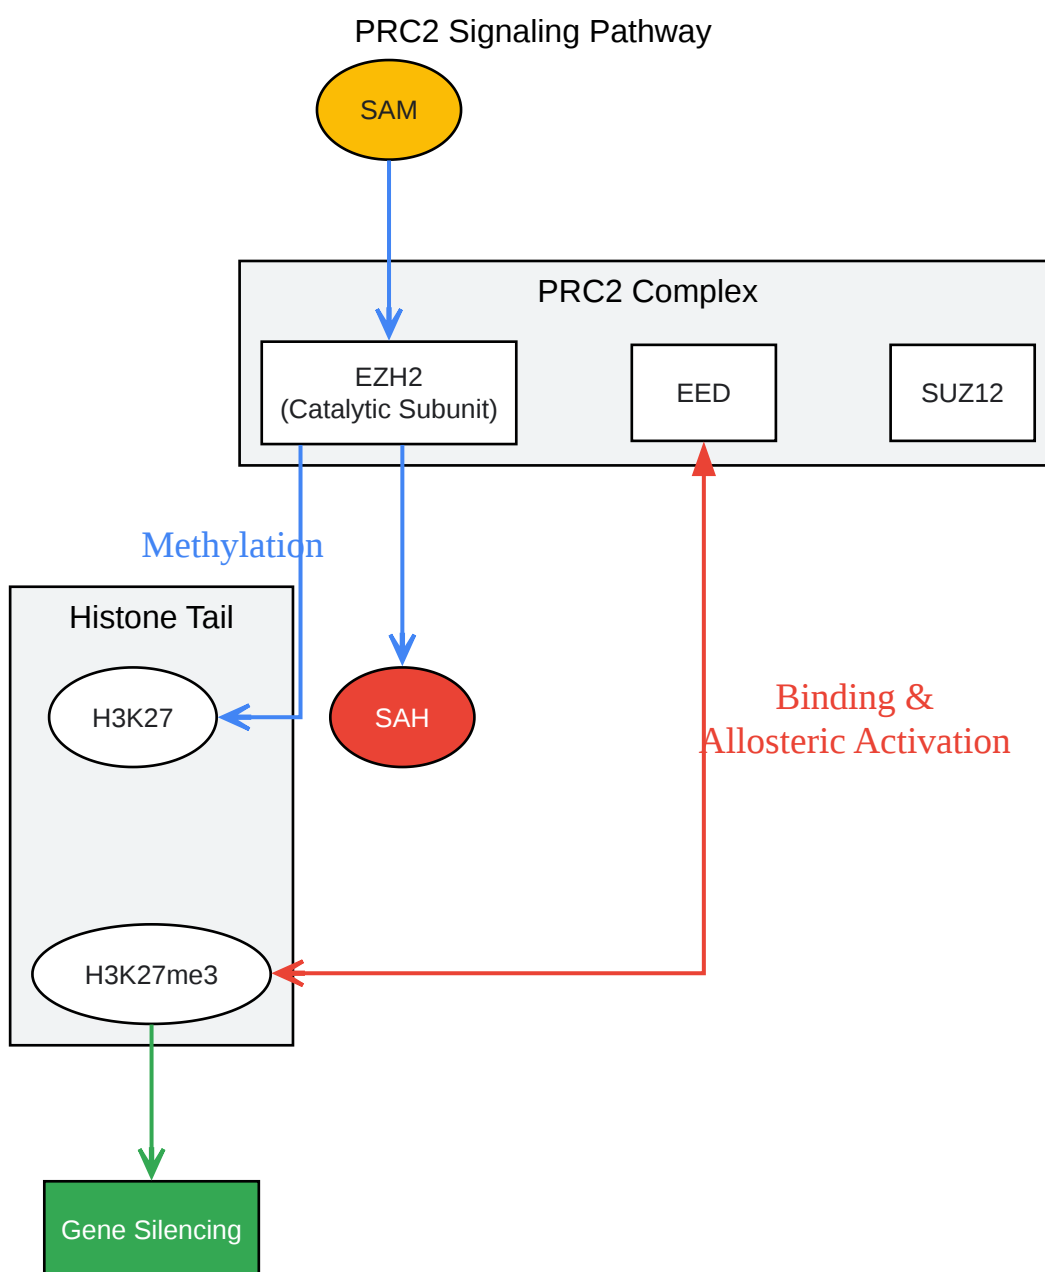 PRC2 Signaling Pathway
SAM
PRC2 Complex
EZH2
(Catalytic Subunit)
EED
SUZ12
Methylation
Histone Tail
H3K27
SAH
Binding &
Allosteric Activation
H3K27me3
Gene Silencing